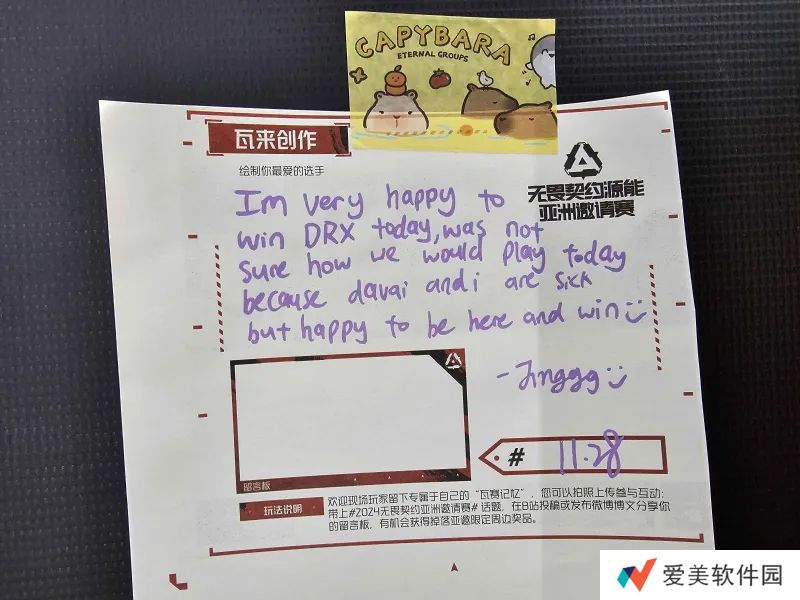 CAPYBARA
ETERNAL GROUPS
瓦来创作
绘制你最爱的选手
无畏契约源能
亚洲邀请赛
Im very happy to
win DRX today, was not
sure how we would play today
because davai and i are sick
but happy to be here and win
- Jinggg
# 11.28
留言板
玩法说明
欢迎现场玩家留下专属于自己的“瓦赛记忆”，您可以拍照上传参与互动：
带上#2024无畏契约亚洲邀请赛# 话题，在B站投稿或发布微博博文分享你
的留言板，有机会获得掉落亚邀限定周边奖品。
爱美软件园